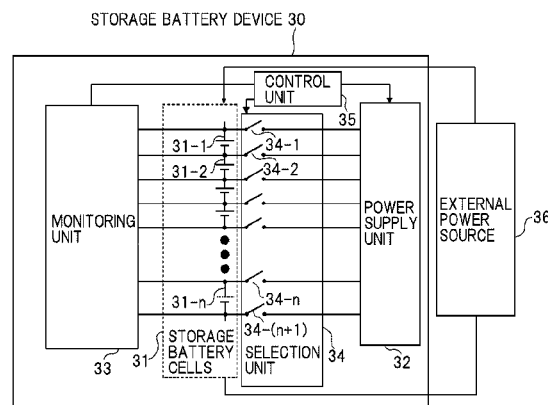 STORAGE BATTERY DEVICE 30
CONTROL
UNIT
35
31-1
34-1
31-2
34-2
MONITORING
UNIT
POWER
SUPPLY
UNIT
EXTERNAL
POWER
SOURCE
36
31-n
34-n
34-(n+1)
33
31
STORAGE
BATTERY
CELLS
SELECTION
UNIT
34
32